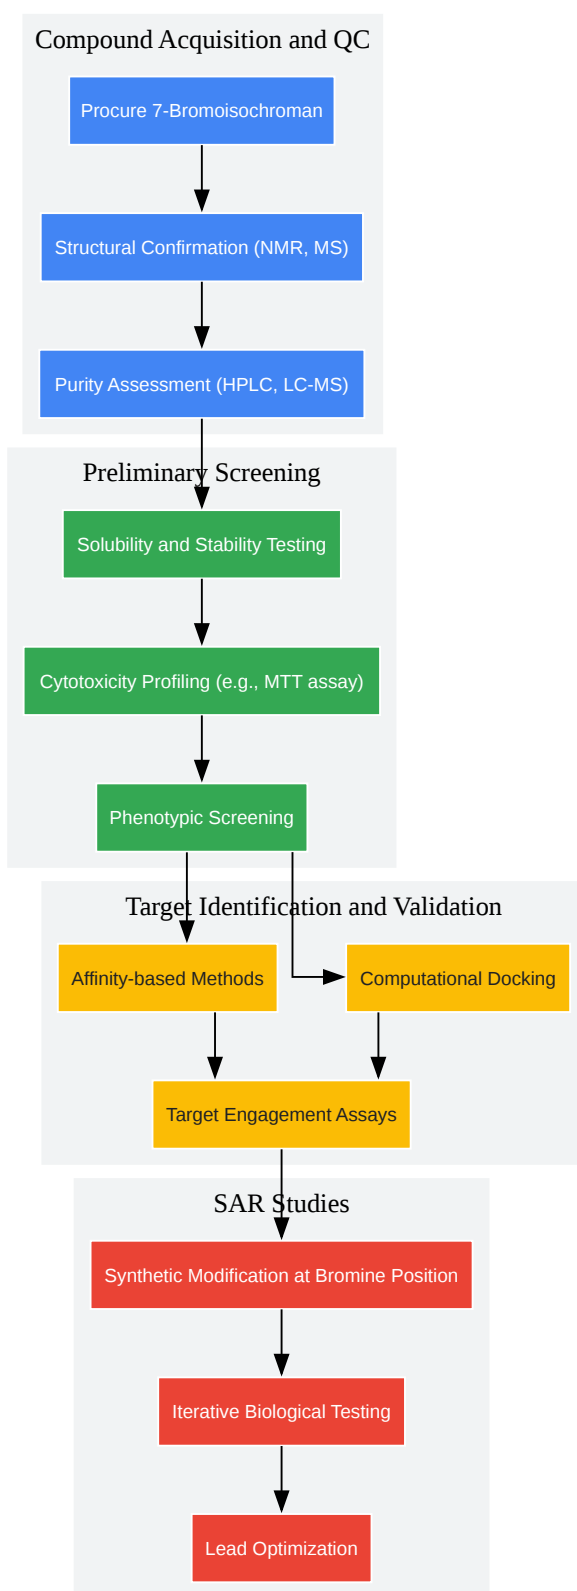 Compound Acquisition and QC
Procure 7-Bromoisochroman
Structural Confirmation (NMR, MS)
Purity Assessment (HPLC, LC-MS)
Preliminary Screening
Solubility and Stability Testing
Cytotoxicity Profiling (e.g., MTT assay)
Phenotypic Screening
Target Identification and Validation
Affinity-based Methods
Computational Docking
Target Engagement Assays
SAR Studies
Synthetic Modification at Bromine Position
Iterative Biological Testing
Lead Optimization